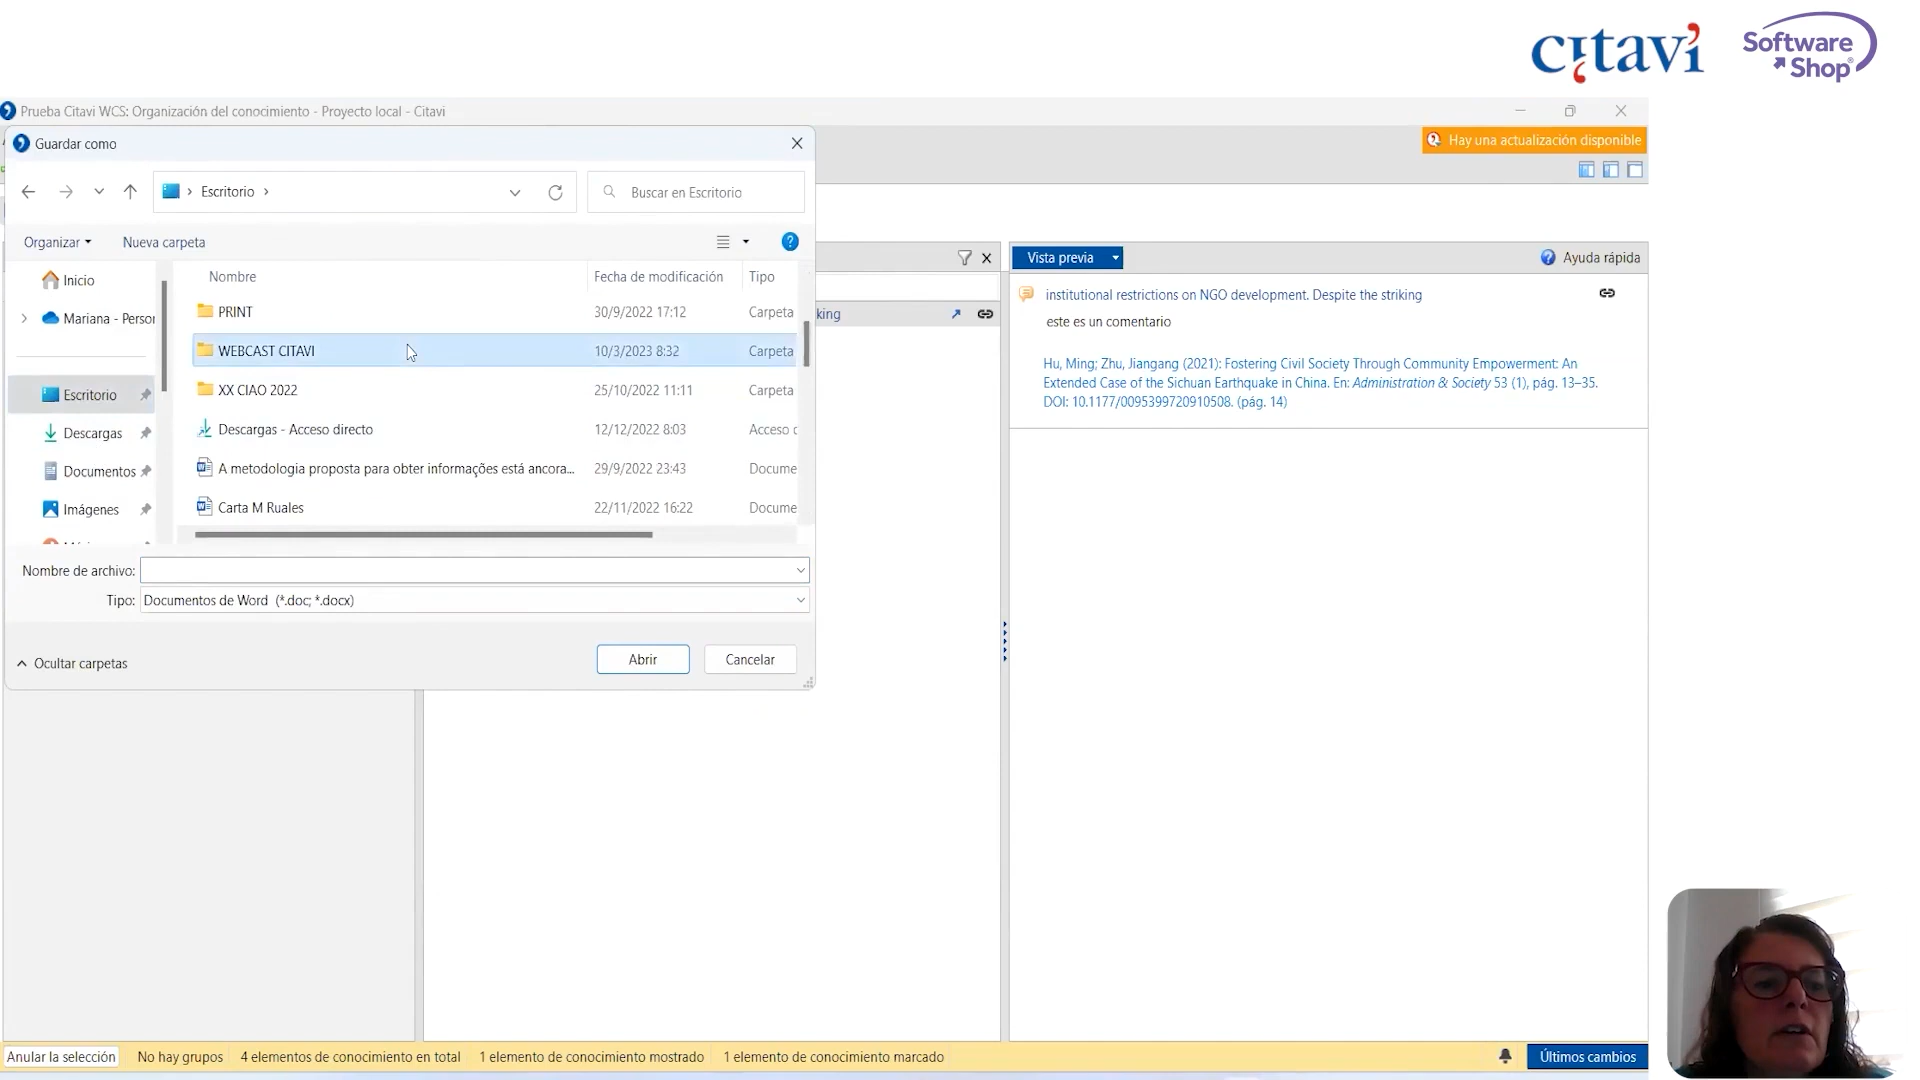 citavi
Software
Shop®
Prueba Citavi WCS: Organización del conocimiento - Proyecto local - Citavi
Guardar como
Hay una actualización disponible
Escritorio
Buscar en Escritorio
Organizar
Nueva carpeta
Inicio
Mariana - Persor
Escritorio
Descargas
Documentos
Imágenes
Nombre
Fecha de modificación
Tipo
PRINT
30/9/2022 17:12
Carpeta
WEBCAST CITAVI
10/3/2023 8:32
Carpeta
XX CIAO 2022
25/10/2022 11:11
Carpeta
Descargas - Acceso directo
12/12/2022 8:03
Acceso c
A metodologia proposta para obter informações está ancora...
29/9/2022 23:43
Docume
Carta M Ruales
22/11/2022 16:22
Docume
Nombre de archivo:
Tipo:
Documentos de Word (*.doc; *.docx)
Ocultar carpetas
Abrir
Cancelar
king
Vista previa
Ayuda rápida
institutional restrictions on NGO development. Despite the striking
este es un comentario
Hu, Ming; Zhu, Jiangang (2021): Fostering Civil Society Through Community Empowerment: An
Extended Case of the Sichuan Earthquake in China. En: Administration & Society 53 (1), pág. 13–35.
DOI: 10.1177/0095399720910508. (pág. 14)
Anular la selección
No hay grupos
4 elementos de conocimiento en total
1 elemento de conocimiento mostrado
1 elemento de conocimiento marcado
Últimos cambios